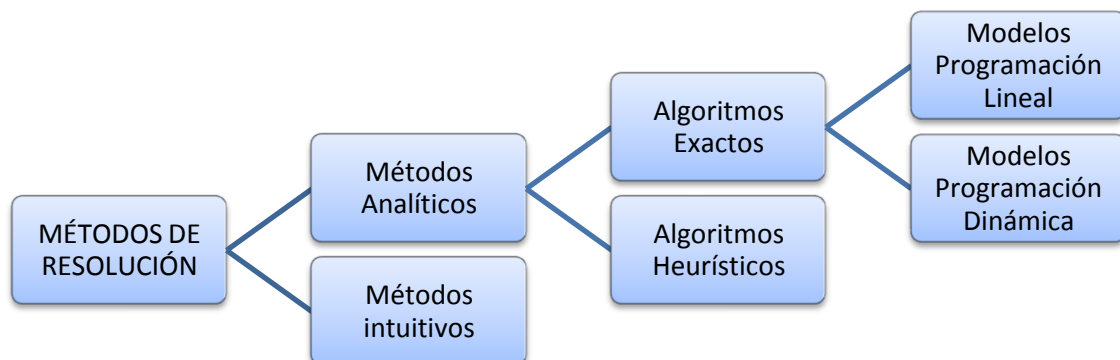 MÉTODOS DE
RESOLUCIÓN
Métodos
Analíticos
Métodos
intuitivos
Algoritmos
Exactos
Algoritmos
Heurísticos
Modelos
Programación
Lineal
Modelos
Programación
Dinámica